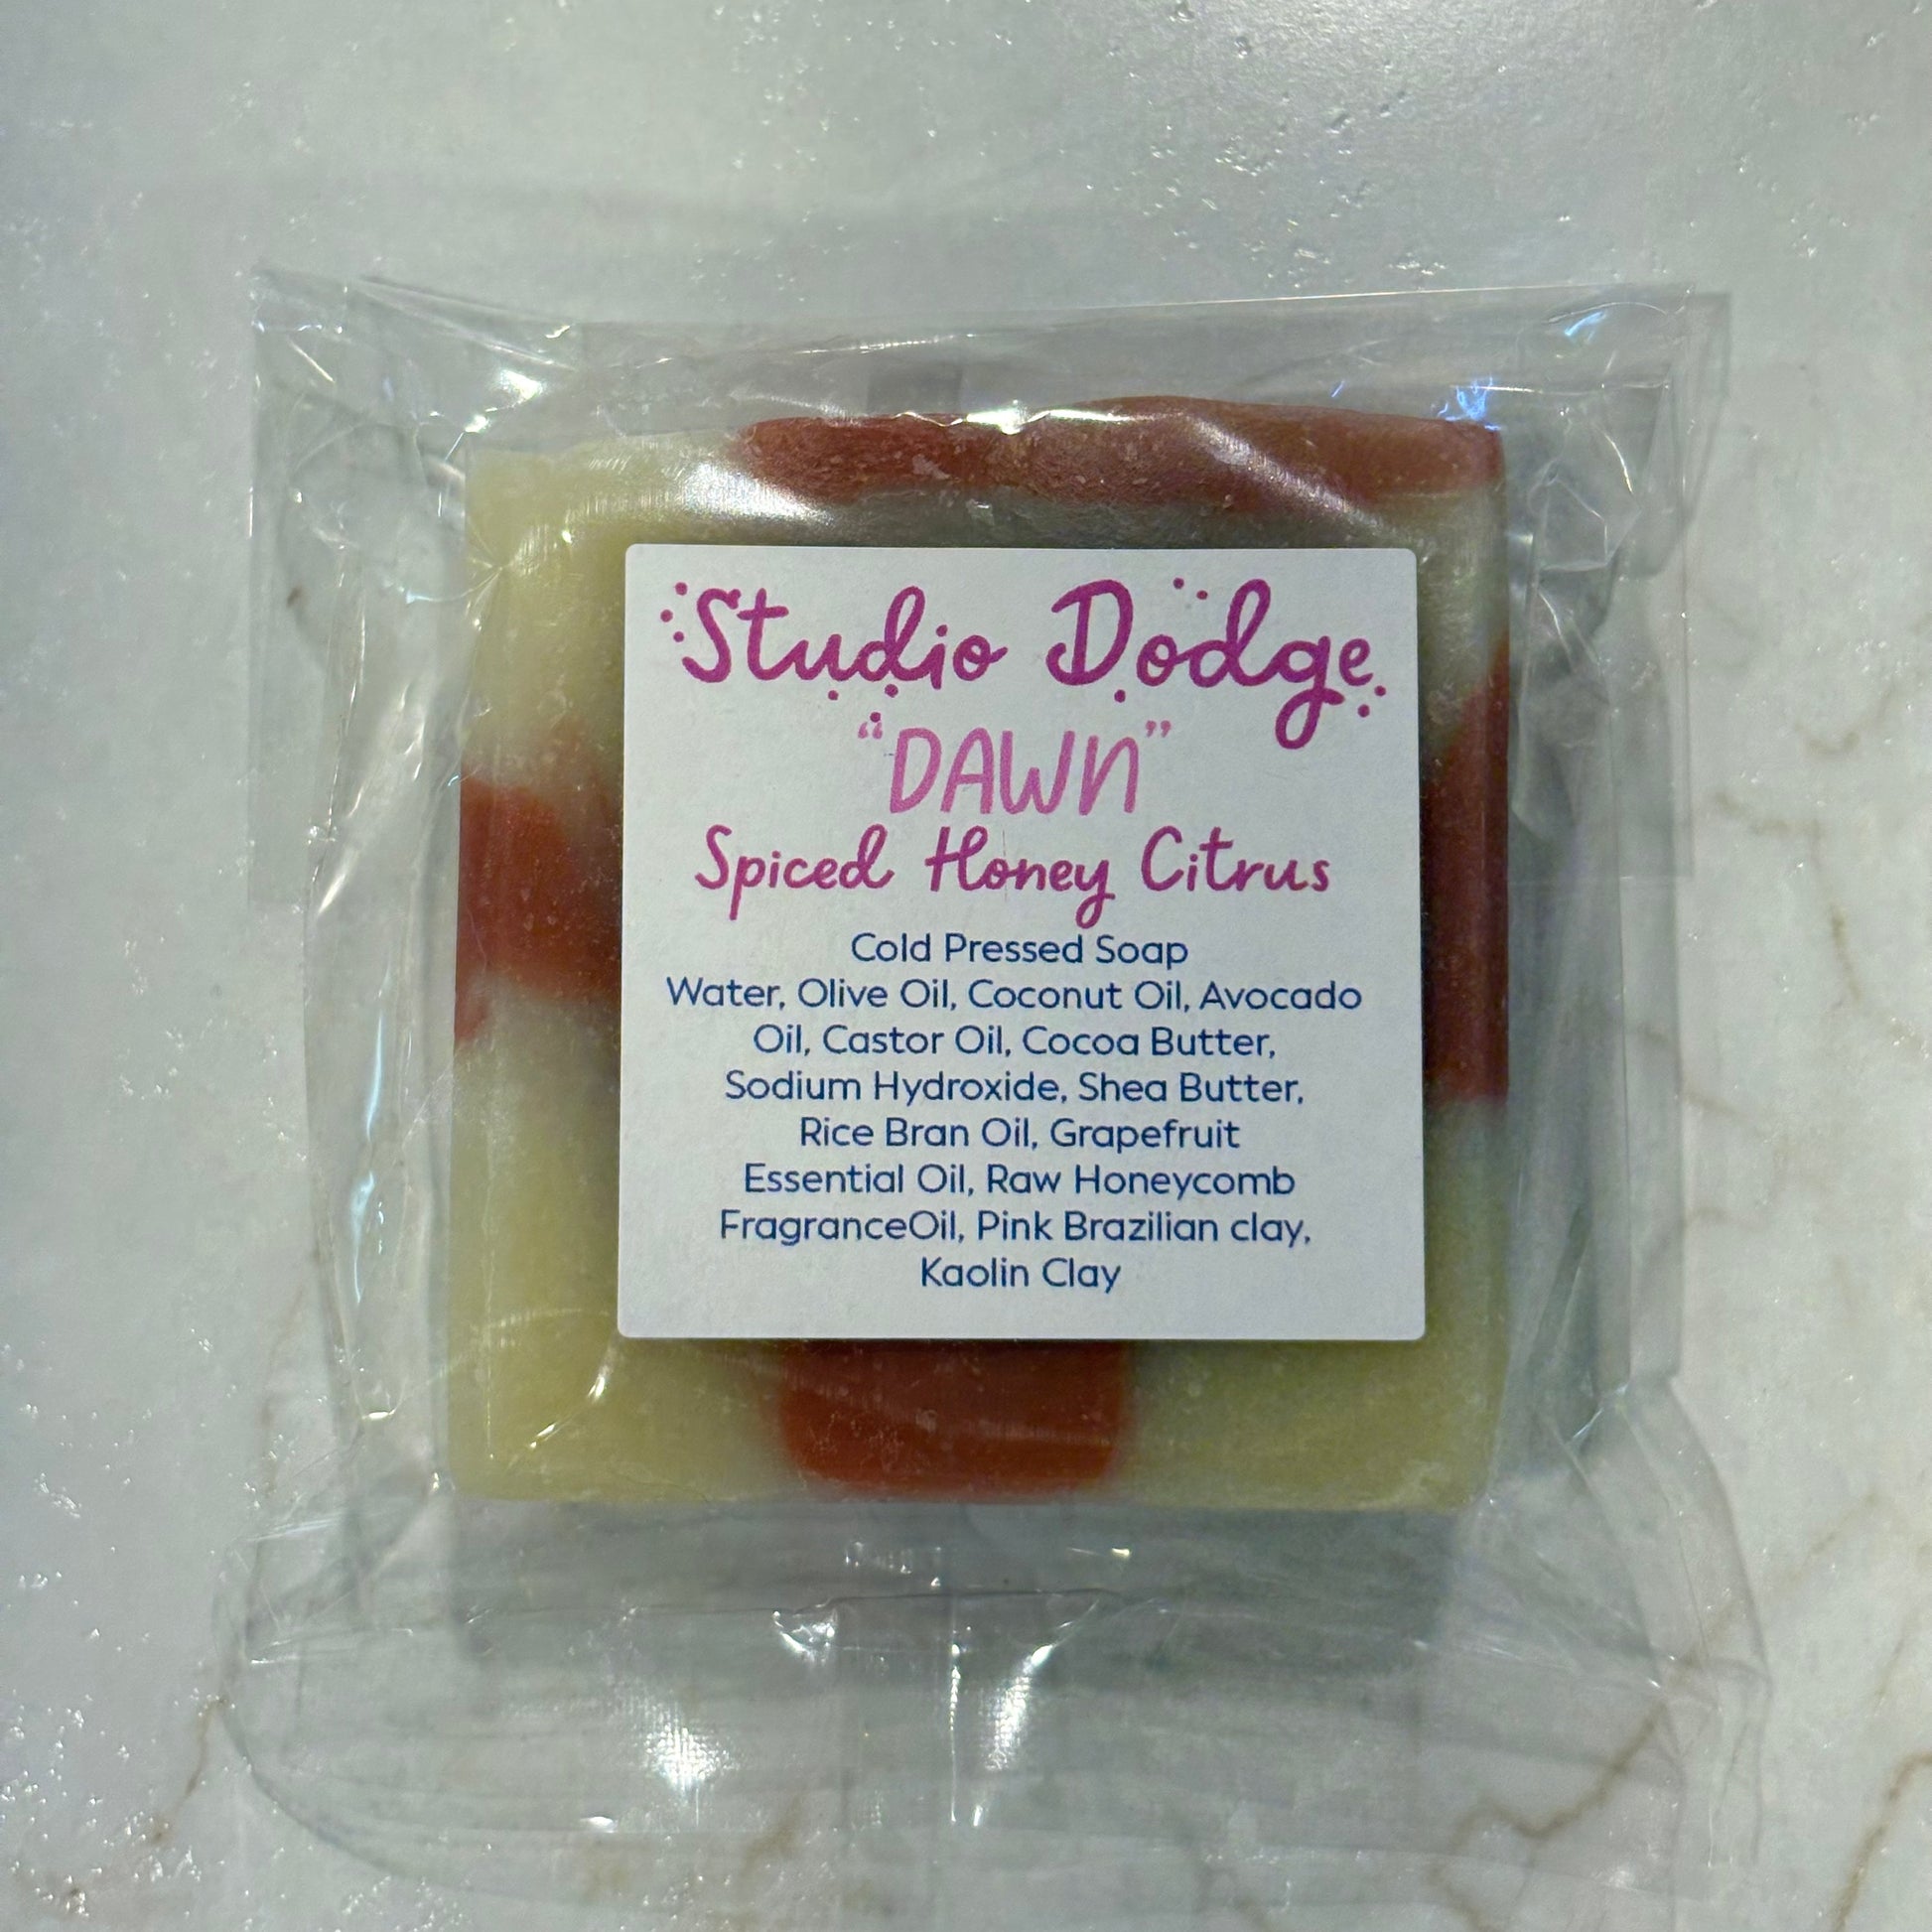 Studio Dodge
"DAWN"
Spiced Honey Citrus
Cold Pressed Soap
Water, Olive Oil, Coconut Oil, Avocado
Oil, Castor Oil, Cocoa Butter,
Sodium Hydroxide, Shea Butter,
Rice Bran Oil, Grapefruit
Essential Oil, Raw Honeycomb
FragranceOil, Pink Brazilian clay,
Kaolin Clay